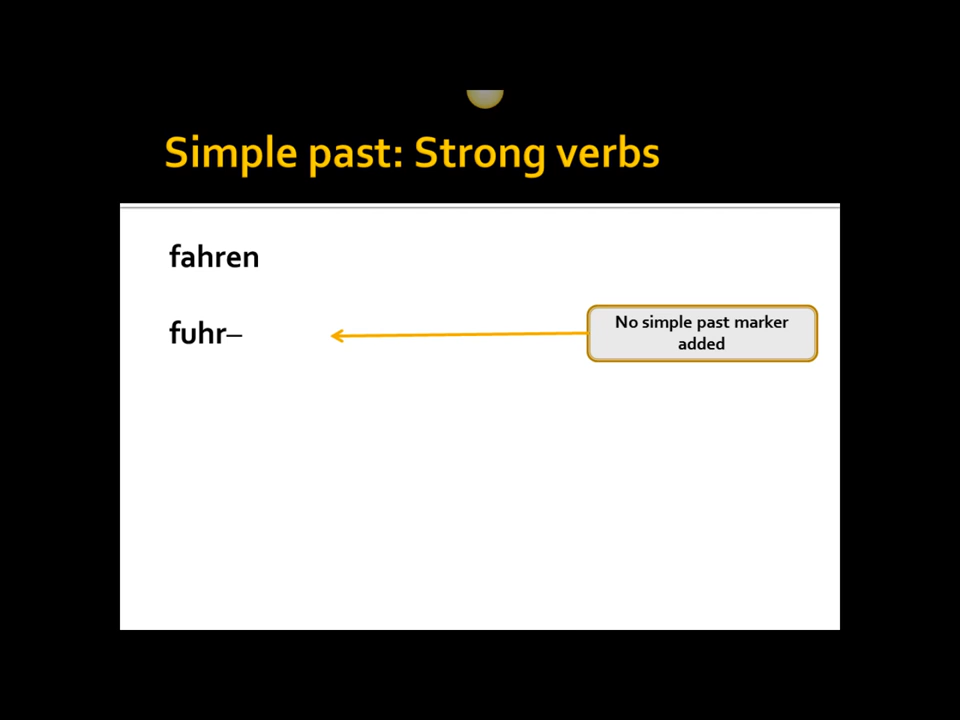 Simple past: Strong verbs
fahren
fuhr–
No simple past marker
added